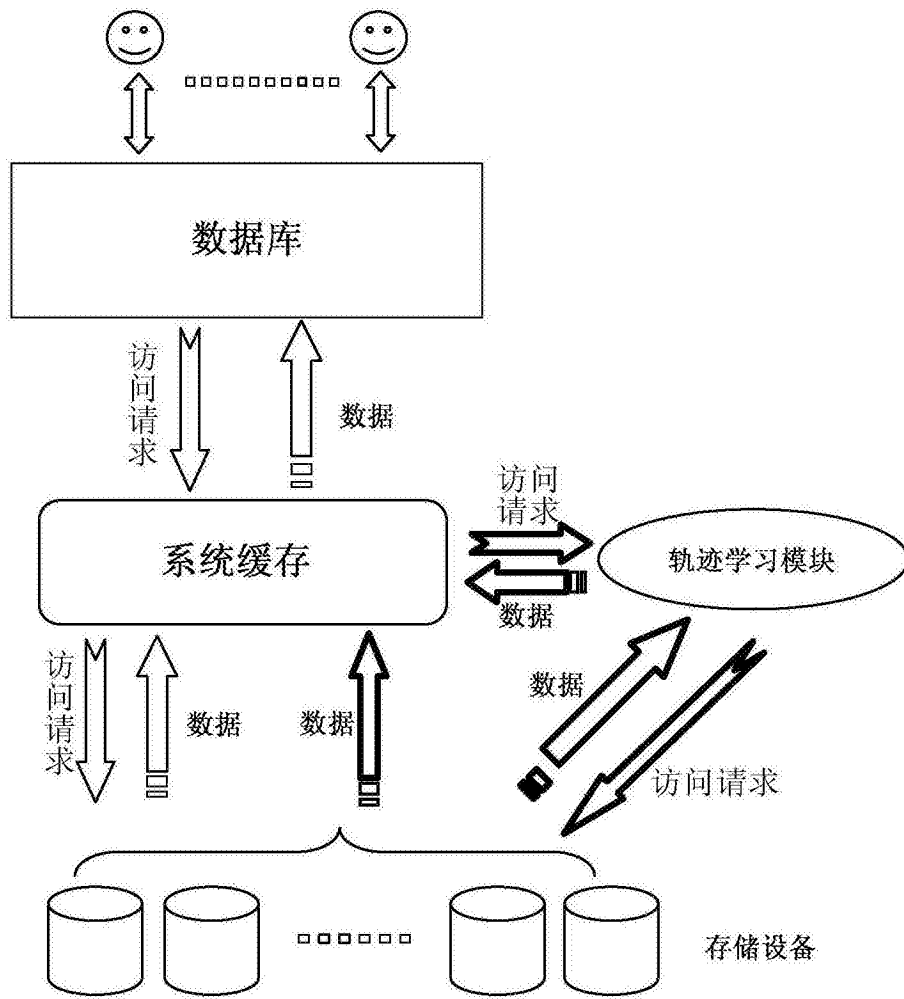 数据库
访问请求
数据
系统缓存
访问
请求
轨迹学习模块
数据
访问请求
数据
数据
数据
访问请求
存储设备